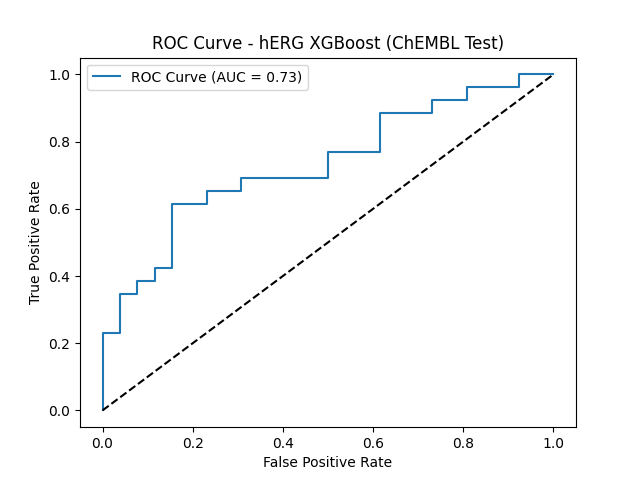 ROC Curve - hERG XGBoost (ChEMBL Test)
ROC Curve (AUC = 0.73)
True Positive Rate
1.0
0.8
0.6
0.4
0.2
0.0
0.0 0.2 0.4 0.6 0.8 1.0
False Positive Rate